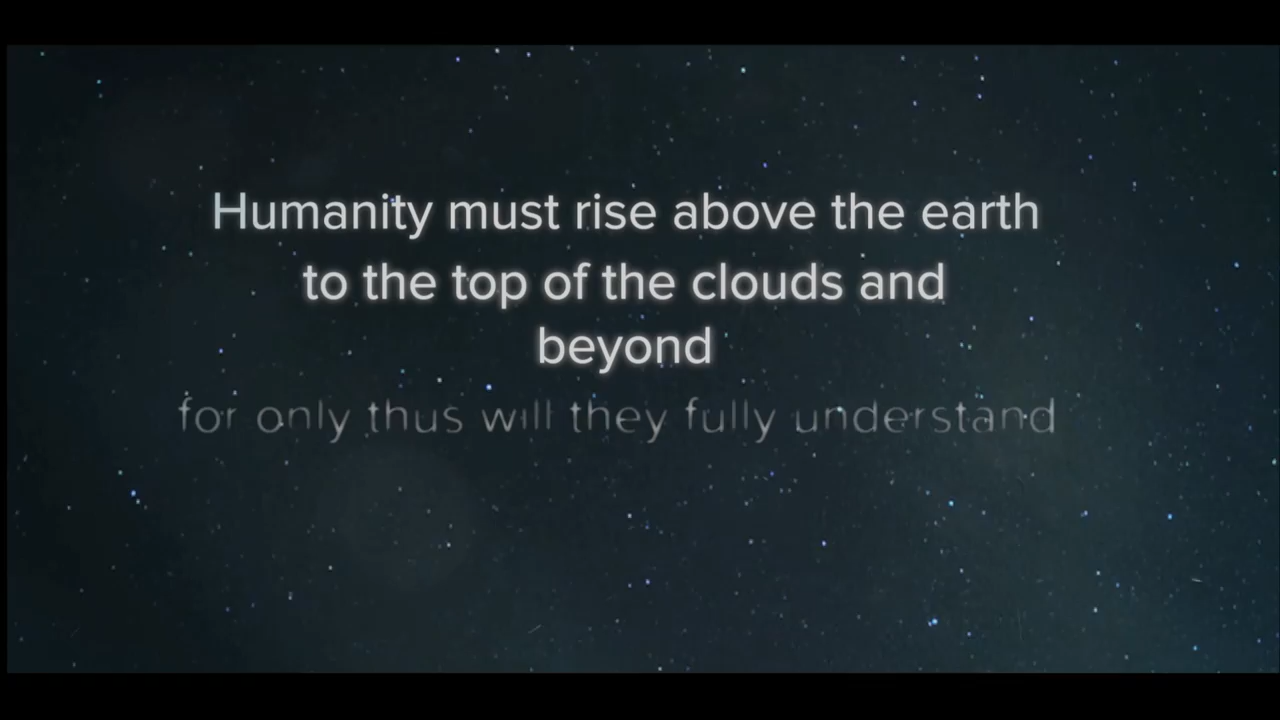 Humanity must rise above the earth
to the top of the clouds and
beyond
for only thus will they fully understand